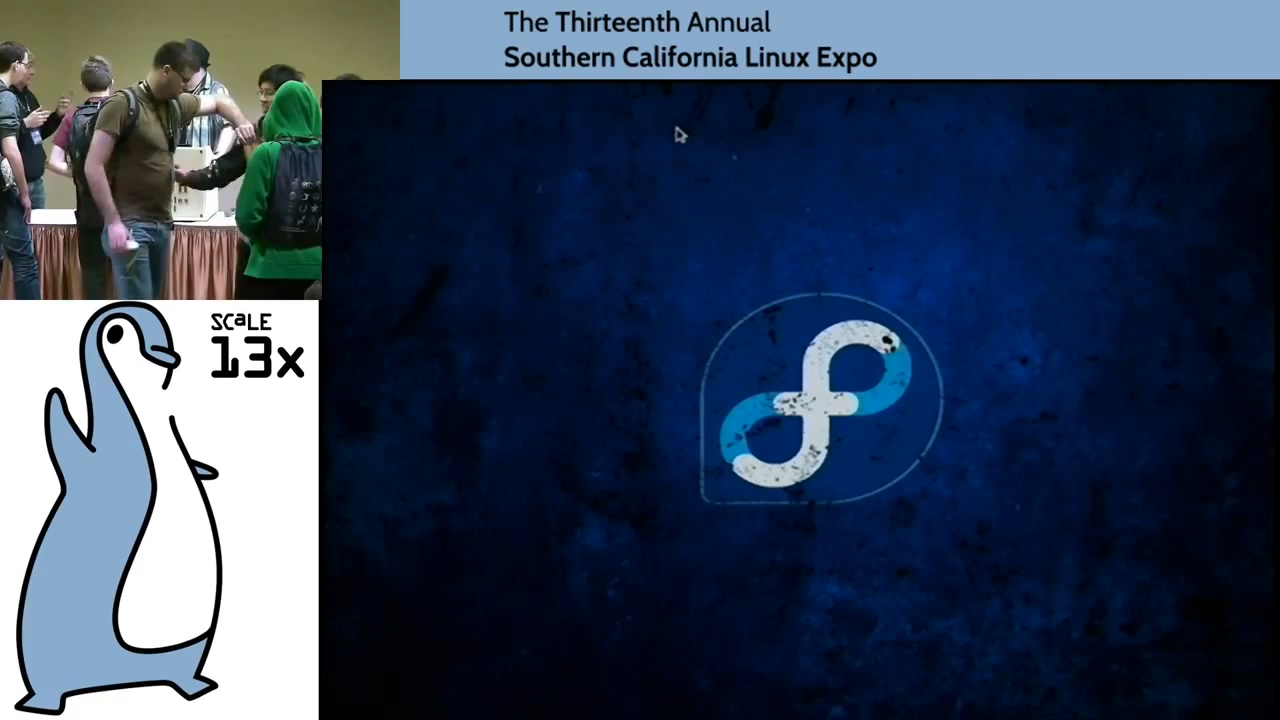 The Thirteenth Annual
Southern California Linux Expo
SCaLE
13x